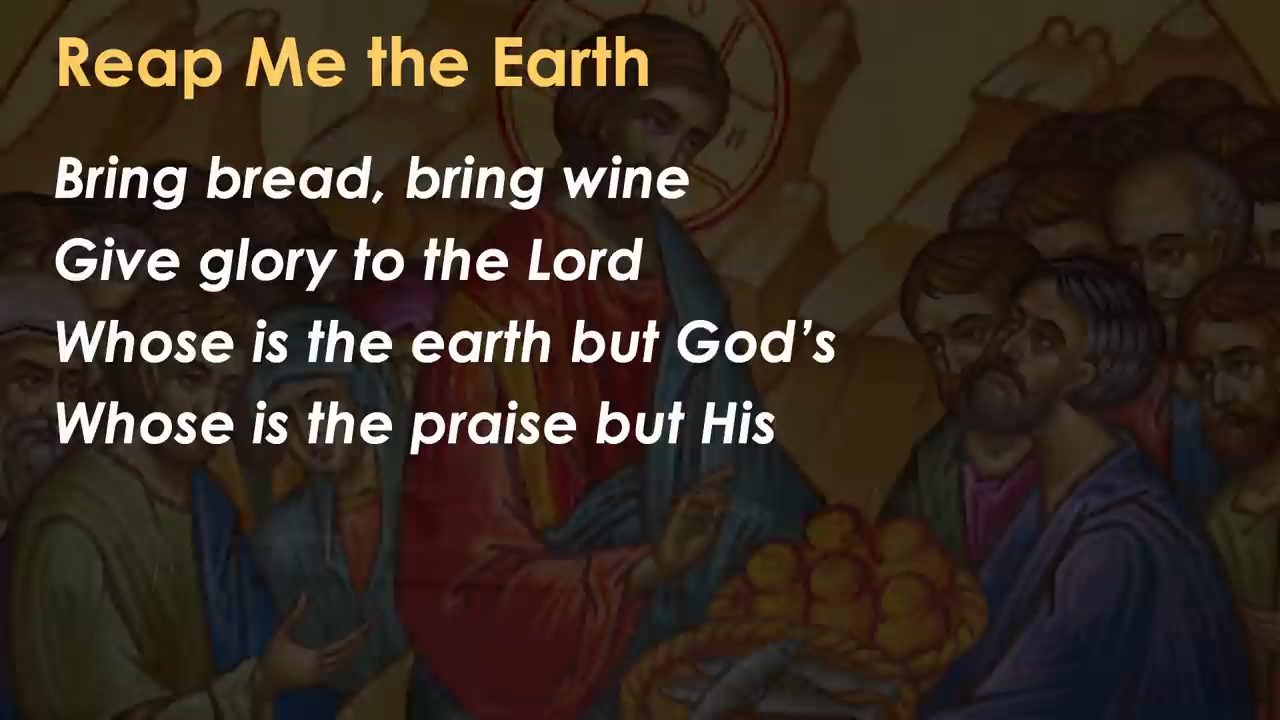 Reap Me the Earth
Bring bread, bring wine
Give glory to the Lord
Whose is the earth but God’s
Whose is the praise but His